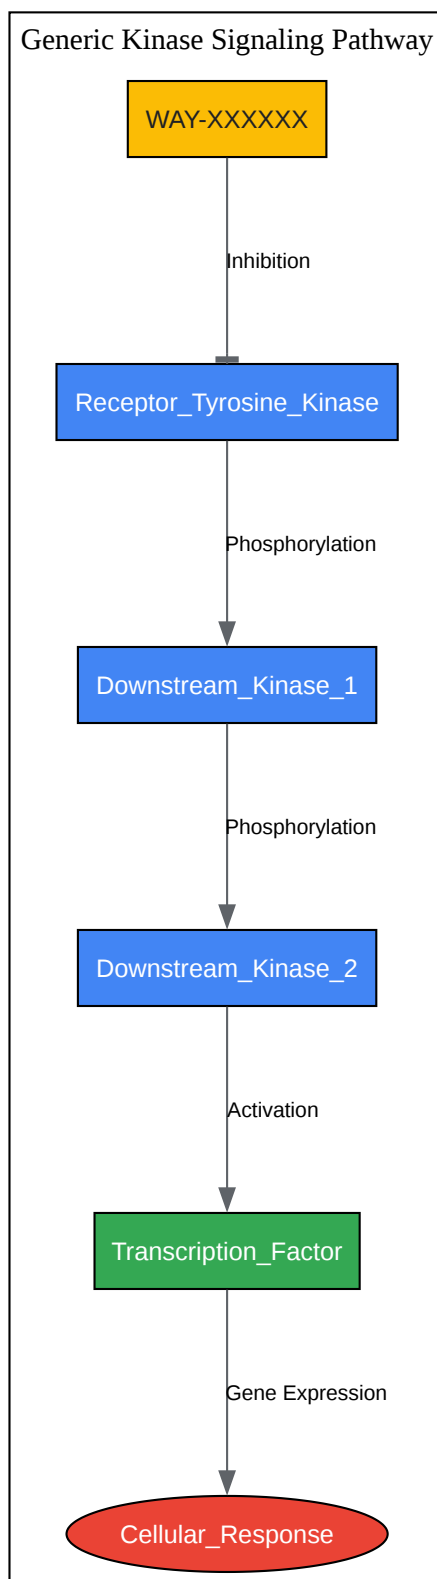 Generic Kinase Signaling Pathway
WAY-XXXXXX
Inhibition
Receptor_Tyrosine_Kinase
Phosphorylation
Downstream_Kinase_1
Phosphorylation
Downstream_Kinase_2
Activation
Transcription_Factor
Gene Expression
Cellular_Response